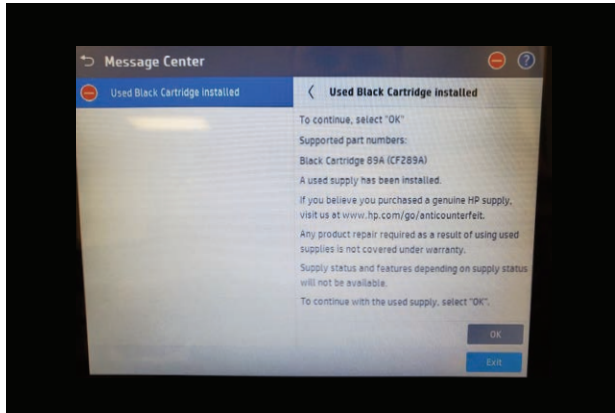 Message Center
Used Black Cartridge installed
Used Black Cartridge installed
To continue, select "OK"
Supported part numbers:
Black Cartridge 89A (CF289A)
A used supply has been installed.
If you believe you purchased a genuine HP supply,
visit us at www.hp.com/go/anticounterfeit.
Any product repair required as a result of using used
supplies is not covered under warranty.
Supply status and features depending on supply status
will not be available.
To continue with the used supply, select "OK".
OK
Exit